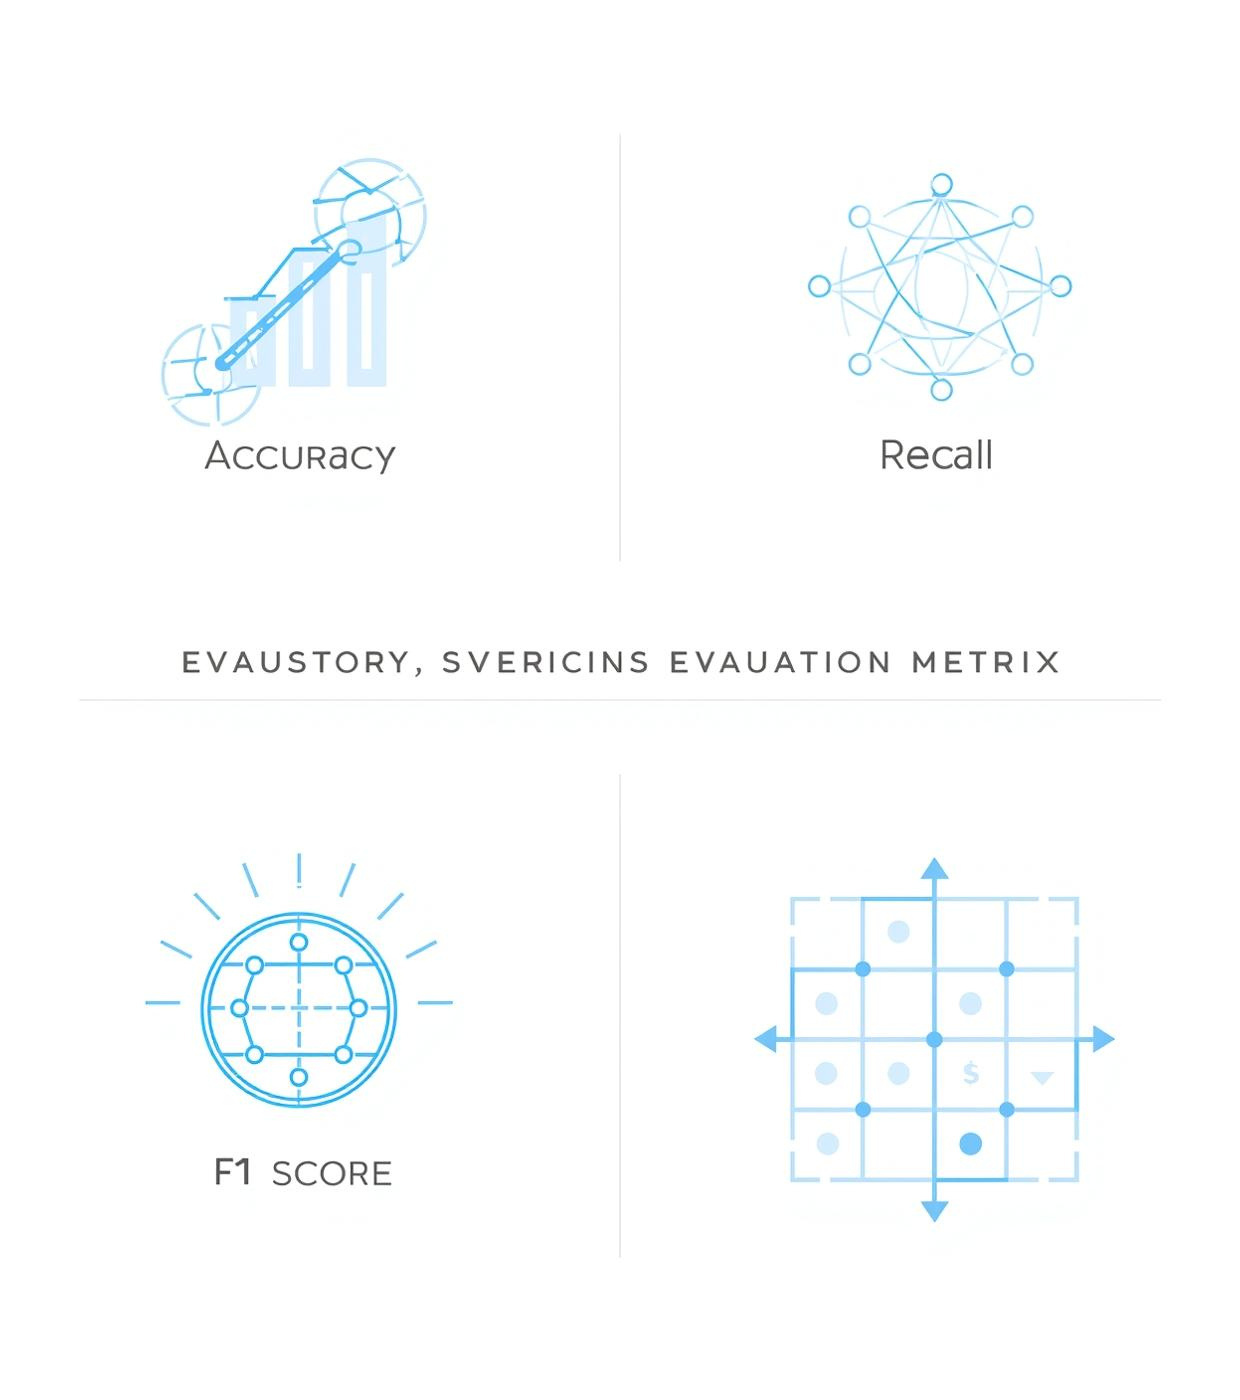 Accuracy
Recall
EVAUSTORY, SVERICINS EVAUATION METRIX
F1 SCORE
$